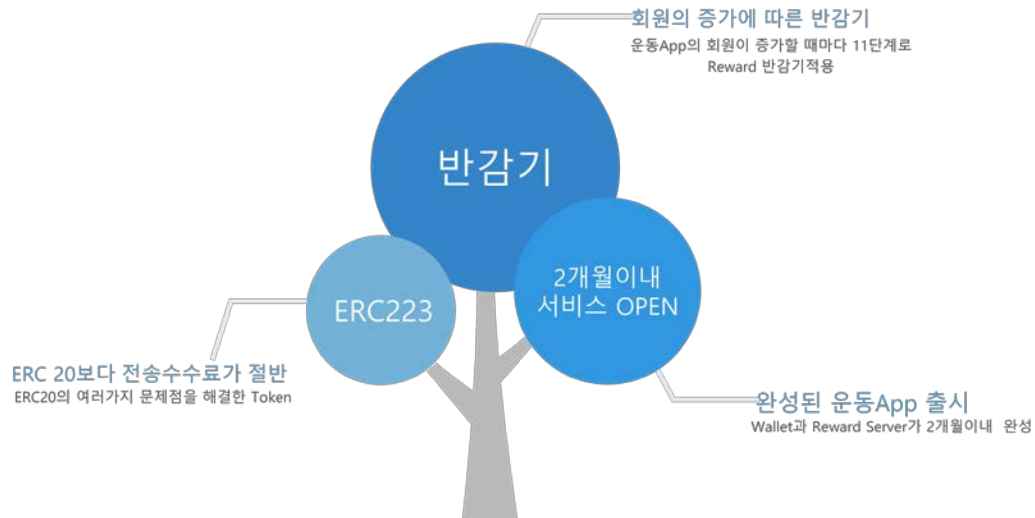 회원의 증가에 따른 반감기
운동App의 회원이 증가할 때마다 11단계로
Reward 반감기적용
반감기
2개월이내
서비스 OPEN
ERC223
ERC 20보다 전송수수료가 절반
ERC20의 여러가지 문제점을 해결한 Token
완성된 운동App 출시
Wallet과 Reward Server가 2개월이내 완성